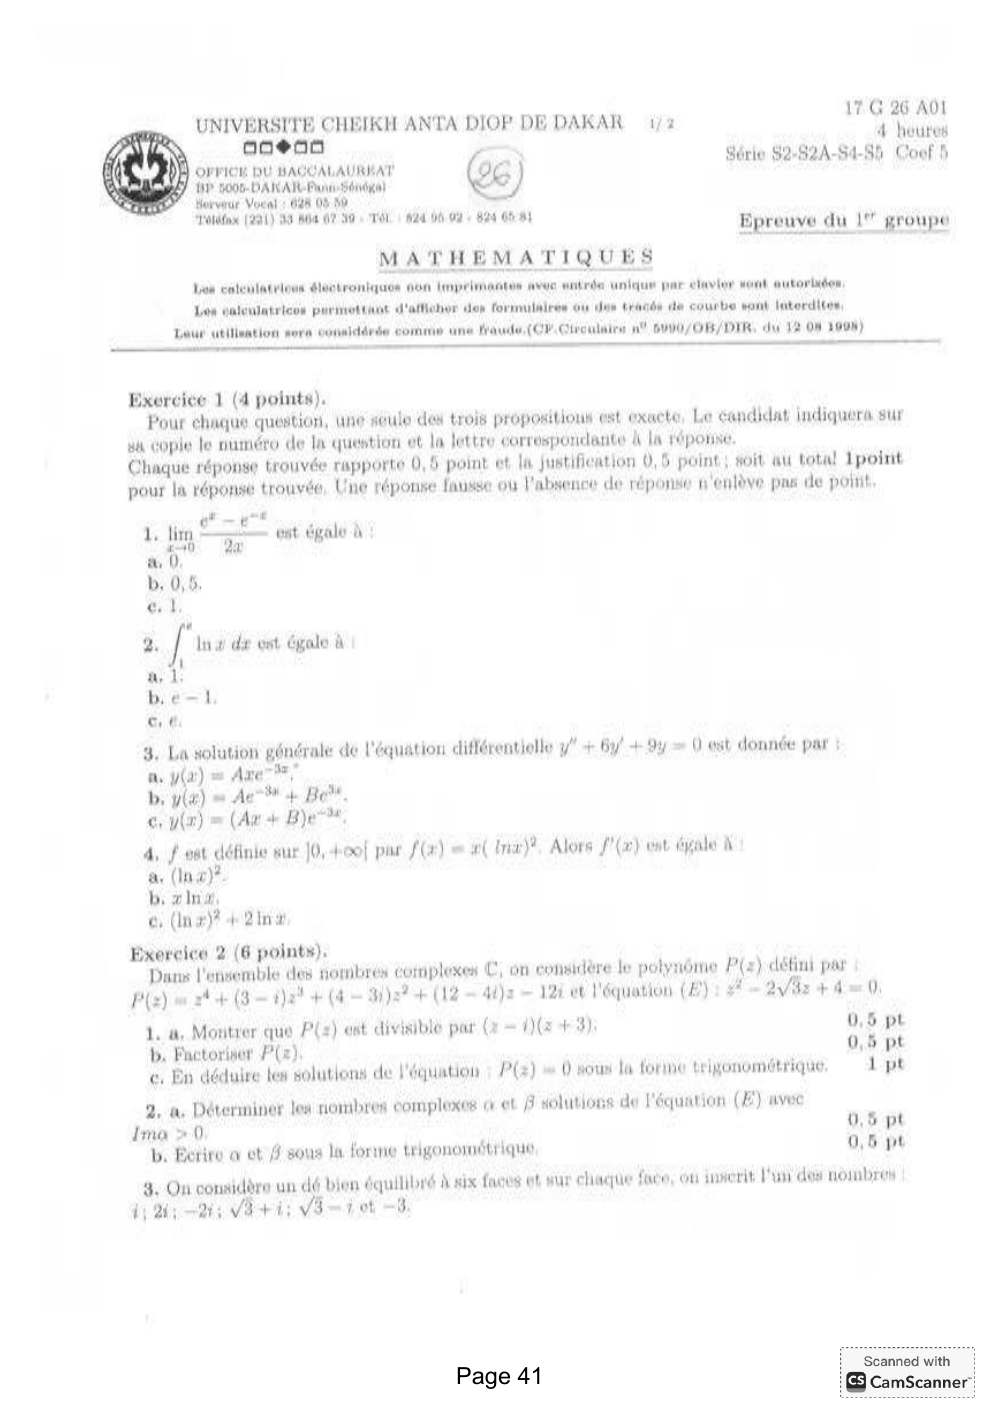 17 G 26 A01
UNIVERSITE CHEIKH ANTA DIOP DE DAKAR 1/2
4 heures
Série S2-S2A-S4-S5 Coef 5
26
OFFICE DU BACCALAUREAT
BP 5005-DAKAR-Fann-Sénégal
Serveur Vocal : 628 05 59
Téléfax (221) 33 864 67 39 - Tél. : 824 95 92 - 824 65 81
Epreuve du 1er groupe
MATHEMATIQUES
Les calculatrices électroniques non imprimantes avec entrée unique par clavier sont autorisées.
Les calculatrices permettant d'afficher des formulaires ou des tracés de courbe sont interdites.
Leur utilisation sera considérée comme une fraude.(CF.Circulaire n° 5990/OB/DIR. du 12 08 1998)
Exercice 1 (4 points).
Pour chaque question, une seule des trois propositions est exacte. Le candidat indiquera sur
sa copie le numéro de la question et la lettre correspondante à la réponse.
Chaque réponse trouvée rapporte 0,5 point et la justification 0,5 point ; soit au total 1point
pour la réponse trouvée. Une réponse fausse ou l'absence de réponse n'enlève pas de point.
1. lim x→0 (e^x − e^−x)/2x est égale à :
a. 0.
b. 0,5.
c. 1.
2. ∫_1^e ln x dx est égale à :
a. 1.
b. e − 1.
c. e.
3. La solution générale de l'équation différentielle y″ + 6y′ + 9y = 0 est donnée par :
a. y(x) = Axe^−3x.
b. y(x) = Ae^−3x + Be^3x.
c. y(x) = (Ax + B)e^−3x.
4. f est définie sur ]0, +∞[ par f(x) = x( lnx)². Alors f′(x) est égale à :
a. (ln x)².
b. x ln x.
c. (ln x)² + 2 ln x.
Exercice 2 (6 points).
Dans l'ensemble des nombres complexes ℂ, on considère le polynôme P(z) défini par :
P(z) = z⁴ + (3 − i)z³ + (4 − 3i)z² + (12 − 4i)z − 12i et l'équation (E) : z² − 2√3z + 4 = 0.
1. a. Montrer que P(z) est divisible par (z − i)(z + 3). 0,5 pt
b. Factoriser P(z). 0,5 pt
c. En déduire les solutions de l'équation : P(z) = 0 sous la forme trigonométrique. 1 pt
2. a. Déterminer les nombres complexes α et β solutions de l'équation (E) avec
Imα > 0. 0,5 pt
b. Ecrire α et β sous la forme trigonométrique. 0,5 pt
3. On considère un dé bien équilibré à six faces et sur chaque face, on inscrit l'un des nombres :
i ; 2i ; −2i ; √3 + i ; √3 − i et −3.
Page 41
Scanned with
CS CamScanner